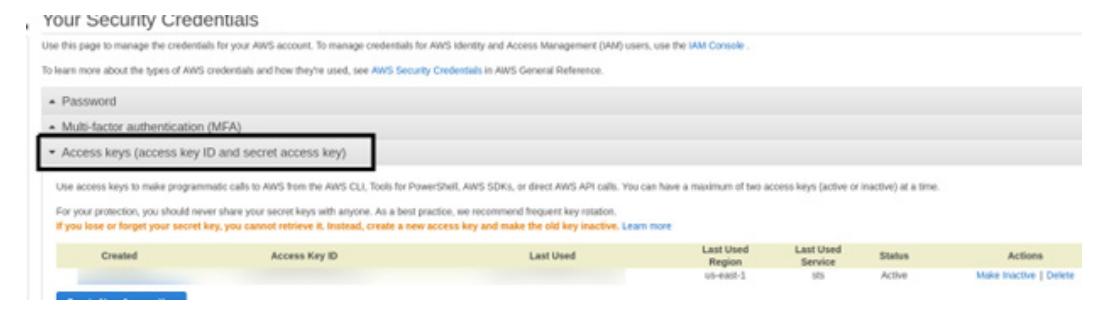 Your Security Credentials
Use this page to manage the credentials for your AWS account. To manage credentials for AWS Identity and Access Management (IAM) users, use the IAM Console .
To learn more about the types of AWS credentials and how they're used, see AWS Security Credentials in AWS General Reference.
Password
Multi-factor authentication (MFA)
Access keys (access key ID and secret access key)
Use access keys to make programmatic calls to AWS from the AWS CLI, Tools for PowerShell, AWS SDKs, or direct AWS API calls. You can have a maximum of two access keys (active or inactive) at a time.
For your protection, you should never share your secret keys with anyone. As a best practice, we recommend frequent key rotation.
If you lose or forget your secret key, you cannot retrieve it. Instead, create a new access key and make the old key inactive. Learn more
Created Access Key ID Last Used Last Used Region Last Used Service Status Actions
us-east-1 sts Active Make Inactive | Delete